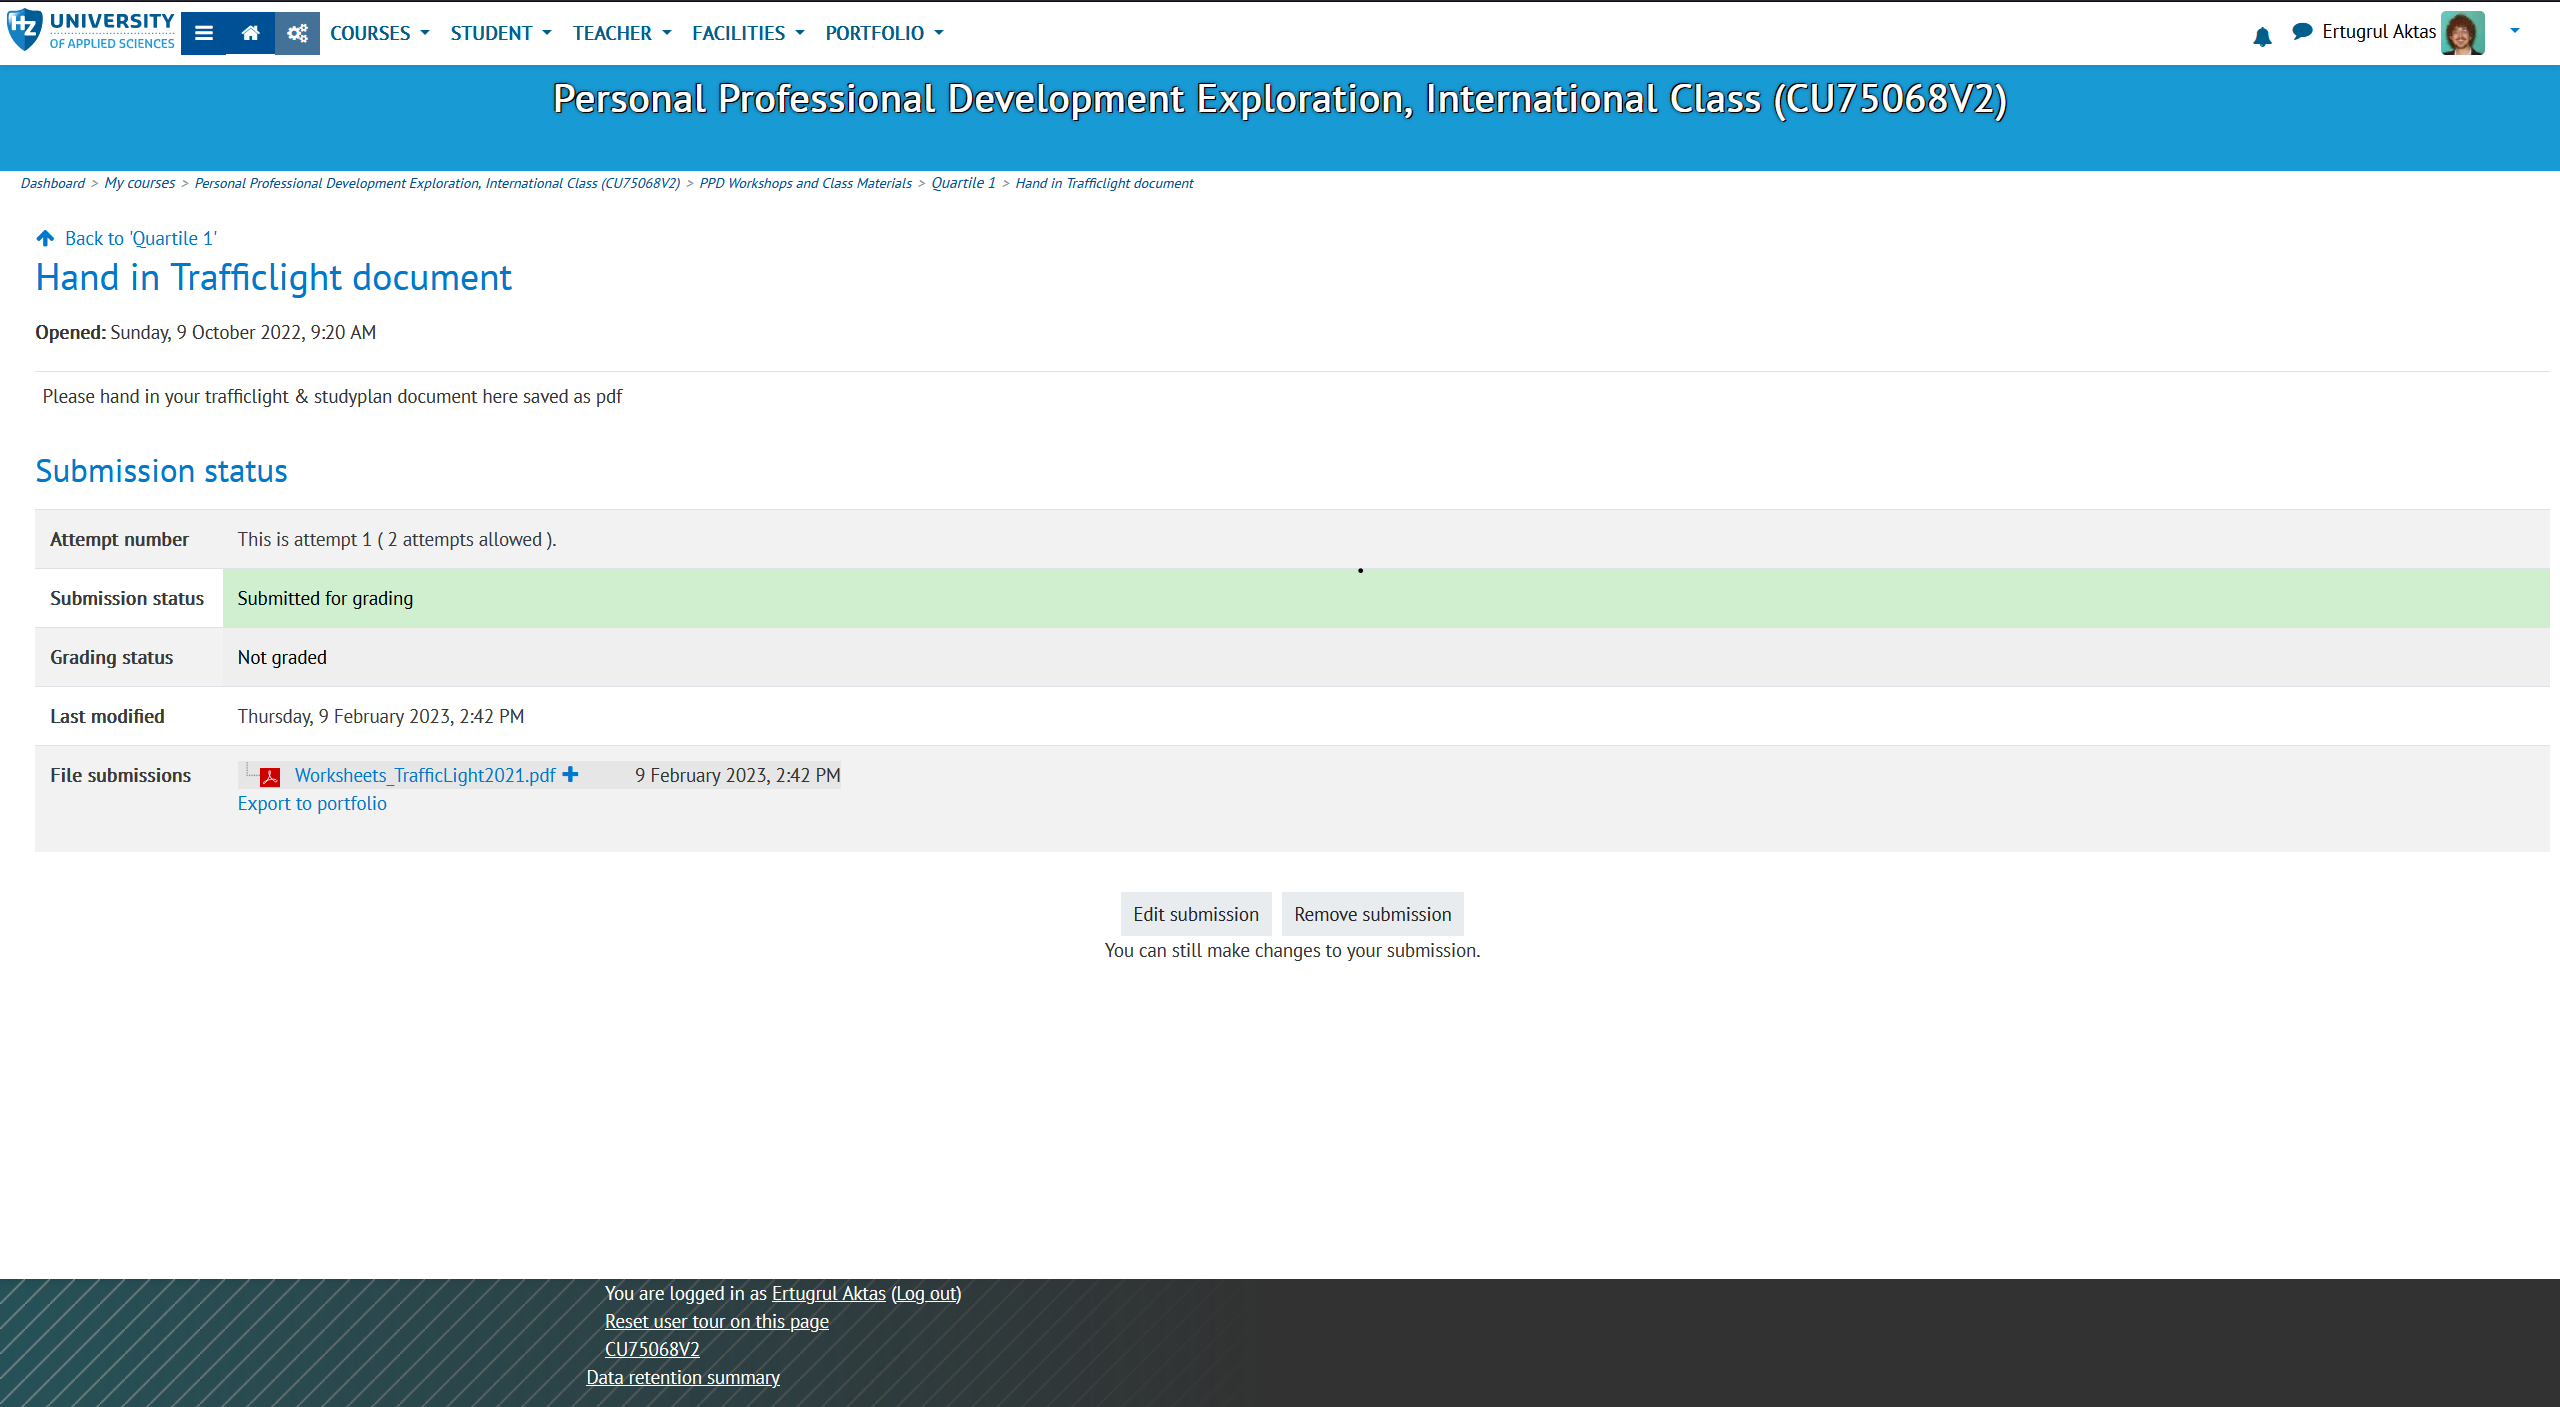 HZ UNIVERSITY
OF APPLIED SCIENCES
COURSES STUDENT TEACHER FACILITIES PORTFOLIO
Ertugrul Aktas
Personal Professional Development Exploration, International Class (CU75068V2)
Dashboard > My courses > Personal Professional Development Exploration, International Class (CU75068V2) > PPD Workshops and Class Materials > Quartile 1 > Hand in Trafficlight document
Back to 'Quartile 1'
Hand in Trafficlight document
Opened: Sunday, 9 October 2022, 9:20 AM
Please hand in your trafficlight & studyplan document here saved as pdf
Submission status
Attempt number This is attempt 1 ( 2 attempts allowed ).
Submission status Submitted for grading
Grading status Not graded
Last modified Thursday, 9 February 2023, 2:42 PM
File submissions Worksheets_TrafficLight2021.pdf 9 February 2023, 2:42 PM
Export to portfolio
Edit submission Remove submission
You can still make changes to your submission.
You are logged in as Ertugrul Aktas (Log out)
Reset user tour on this page
CU75068V2
Data retention summary